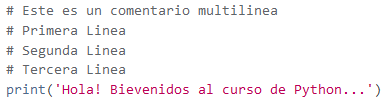 # Este es un comentario multilinea
# Primera Linea
# Segunda Linea
# Tercera Linea
print('Hola! Bievenidos al curso de Python...')